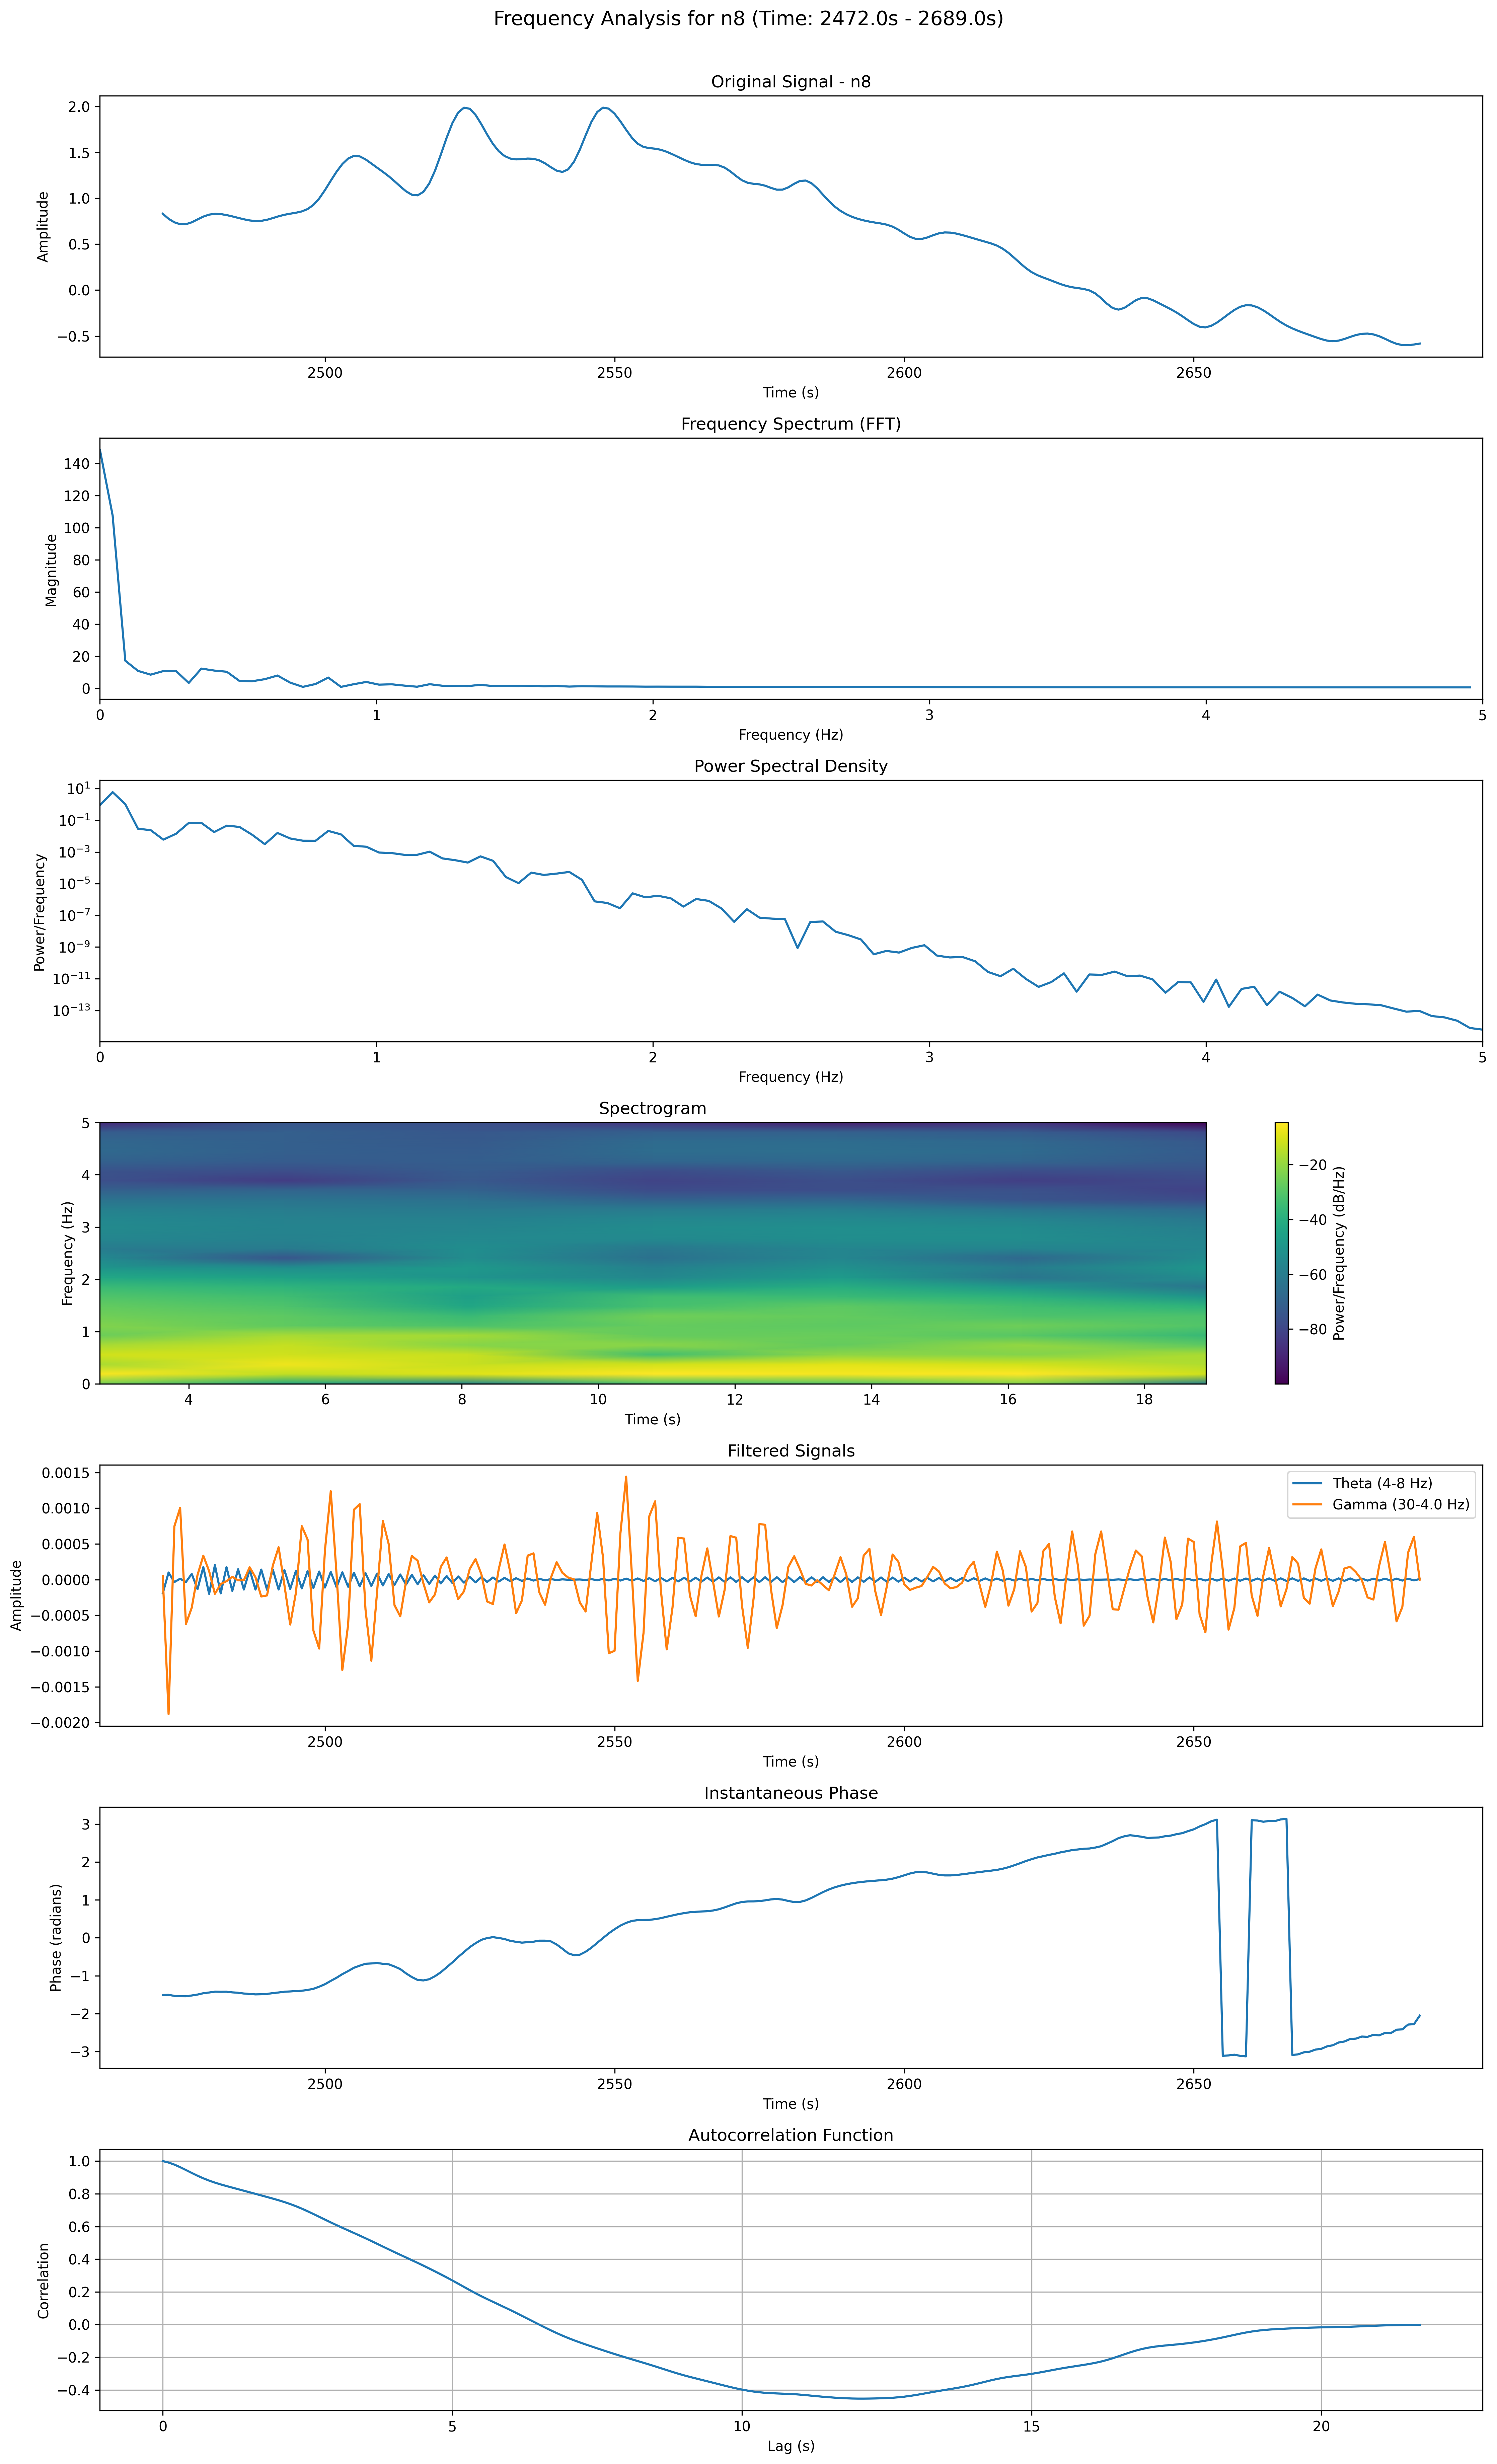 Frequency Analysis for n8 (Time: 2472.0s - 2689.0s)
Original Signal - n8
2.0
1.5
1.0
0.5
0.0
−0.5
Amplitude
2500 2550 2600 2650
Time (s)
Frequency Spectrum (FFT)
140
120
100
80
60
40
20
0
Magnitude
0 1 2 3 4 5
Frequency (Hz)
Power Spectral Density
10¹
10⁻¹
10⁻³
10⁻⁵
10⁻⁷
10⁻⁹
10⁻¹¹
10⁻¹³
Power/Frequency
0 1 2 3 4 5
Frequency (Hz)
Spectrogram
5
4
3
2
1
0
Frequency (Hz)
4 6 8 10 12 14 16 18
Time (s)
−20
−40
−60
−80
Power/Frequency (dB/Hz)
Filtered Signals
0.0015
0.0010
0.0005
0.0000
−0.0005
−0.0010
−0.0015
−0.0020
Amplitude
Theta (4-8 Hz)
Gamma (30-4.0 Hz)
2500 2550 2600 2650
Time (s)
Instantaneous Phase
3
2
1
0
−1
−2
−3
Phase (radians)
2500 2550 2600 2650
Time (s)
Autocorrelation Function
1.0
0.8
0.6
0.4
0.2
0.0
−0.2
−0.4
Correlation
0 5 10 15 20
Lag (s)